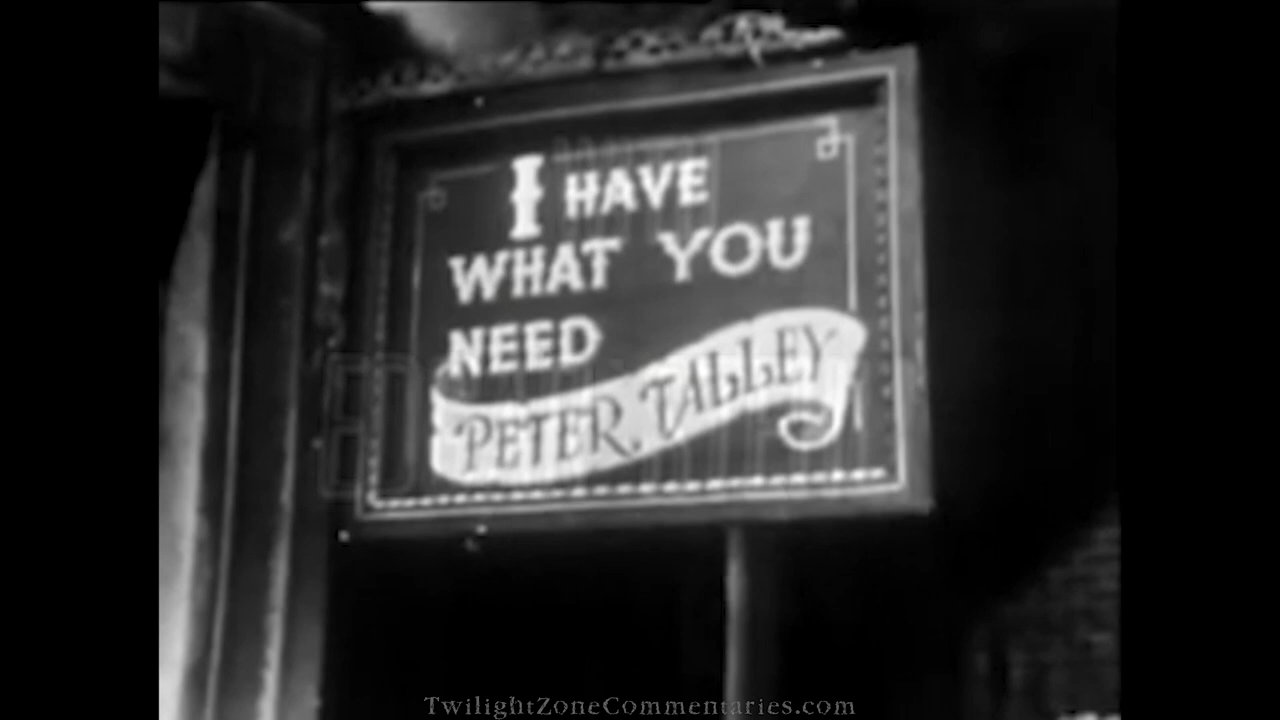 I HAVE
WHAT YOU
NEED
PETER. TALLEY
TwilightZoneCommentaries.com